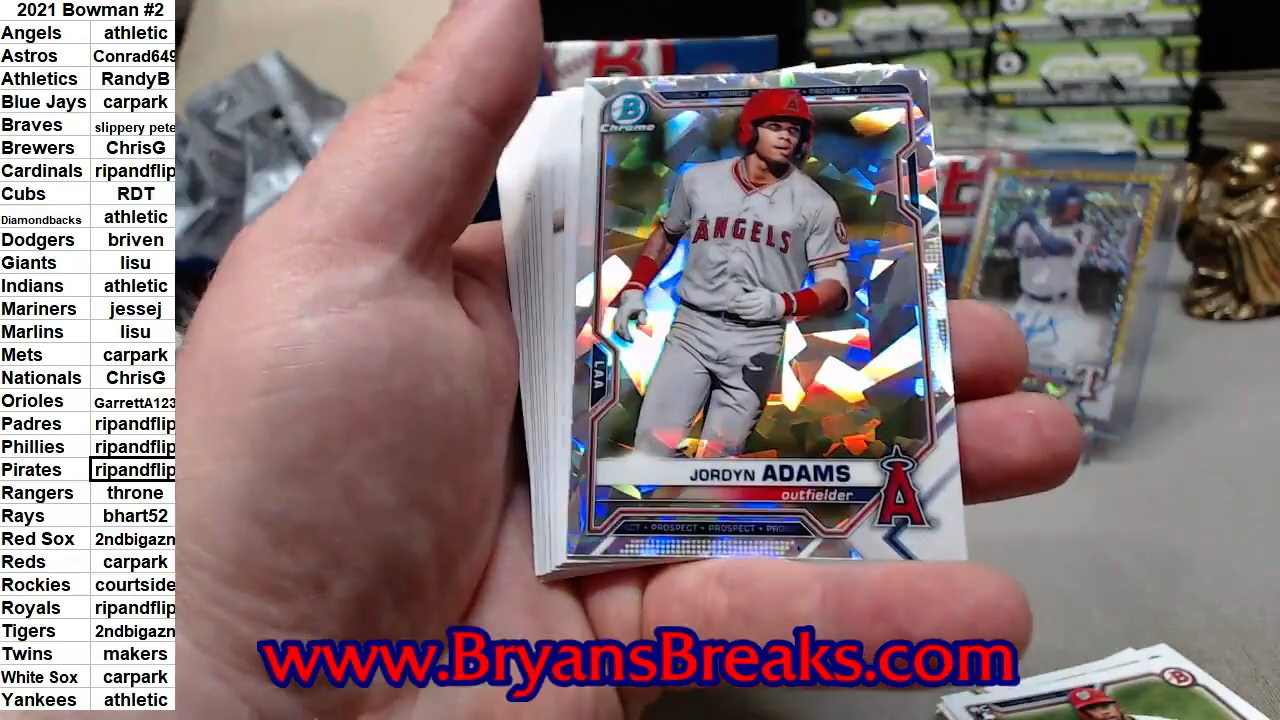 2021 Bowman #2
Angels athletic
Astros Conrad649
Athletics RandyB
Blue Jays carpark
Braves slippery pete
Brewers ChrisG
Cardinals ripandflip
Cubs RDT
Diamondbacks athletic
Dodgers briven
Giants lisu
Indians athletic
Mariners jessej
Marlins lisu
Mets carpark
Nationals ChrisG
Orioles GarrettA123
Padres ripandflip
Phillies ripandflip
Pirates ripandflip
Rangers throne
Rays bhart52
Red Sox 2ndbigazn
Reds carpark
Rockies courtside
Royals ripandflip
Tigers 2ndbigazn
Twins makers
White Sox carpark
Yankees athletic
PROSPECT • PROSPECT
B
Chrome
ANGELS
LAA
JORDYN ADAMS
outfielder
A
PROSPECT • PROSPECT
T
B
www.BryansBreaks.com